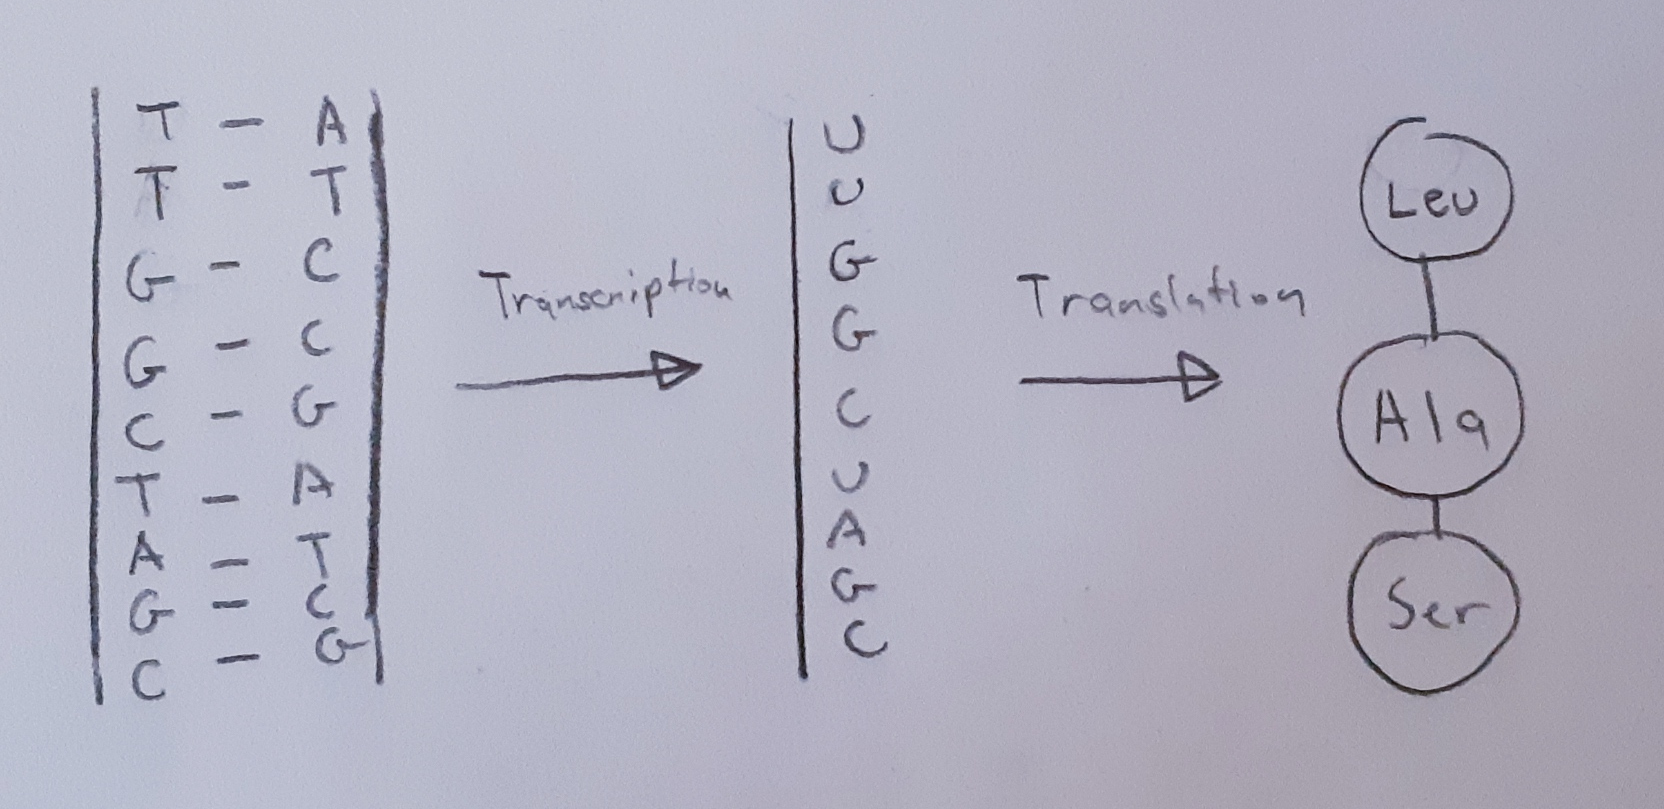 T - A
T - T
G - C
G - C
C - G
T - A
A - T
G - C
C - G
Transcription
U
U
G
G
C
U
A
G
C
Translation
Leu
Ala
Ser